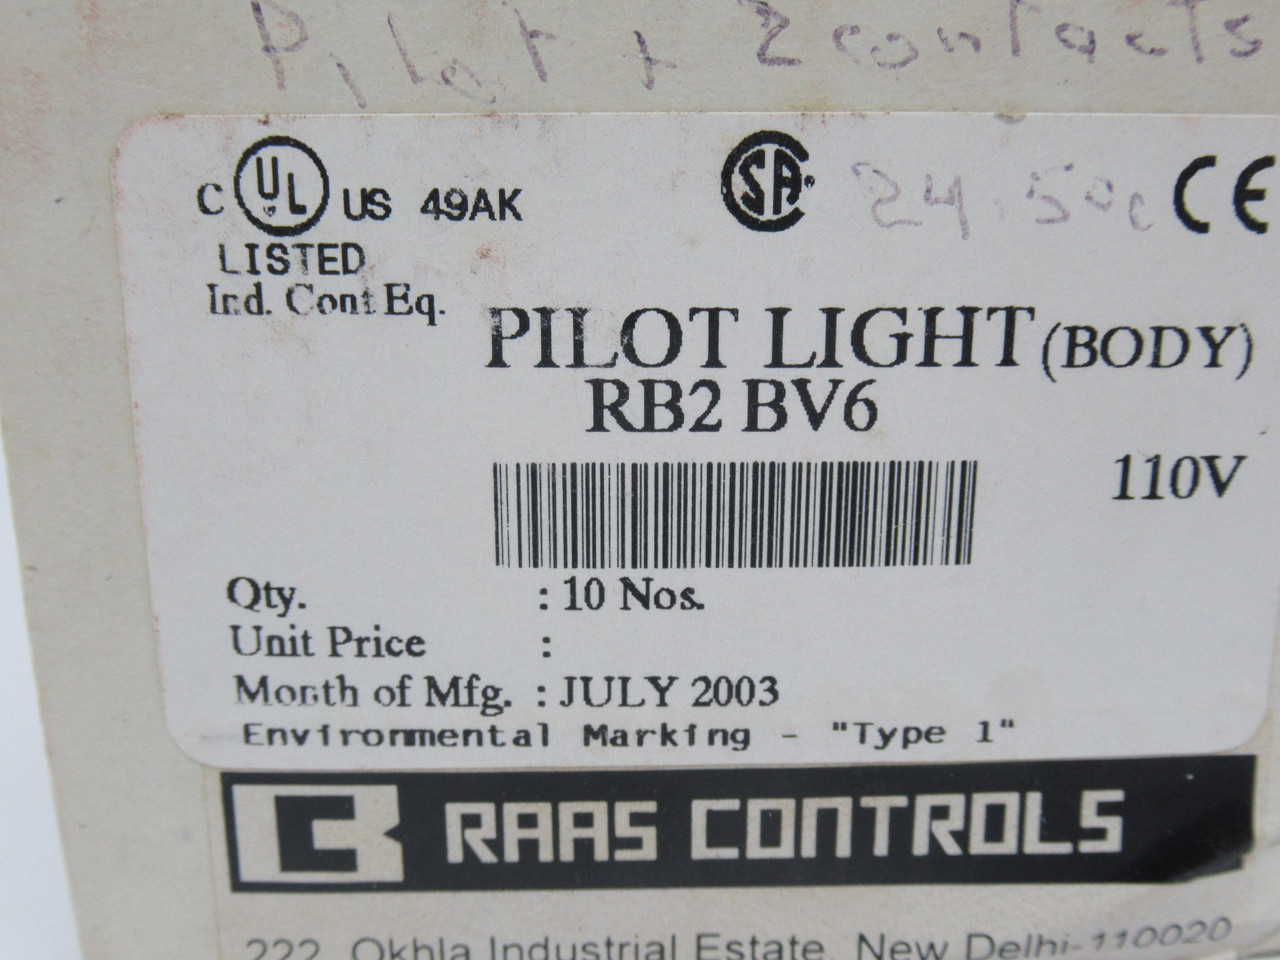 Pilot + 2 contacts
C UL US 49AK
LISTED
Ind. Cont Eq.
SA
24.50c
CE
PILOT LIGHT (BODY)
RB2 BV6
110V
Qty. : 10 Nos.
Unit Price :
Month of Mfg. : JULY 2003
Environmental Marking - "Type 1"
RAAS CONTROLS
222, Okhla Industrial Estate, New Delhi-110020